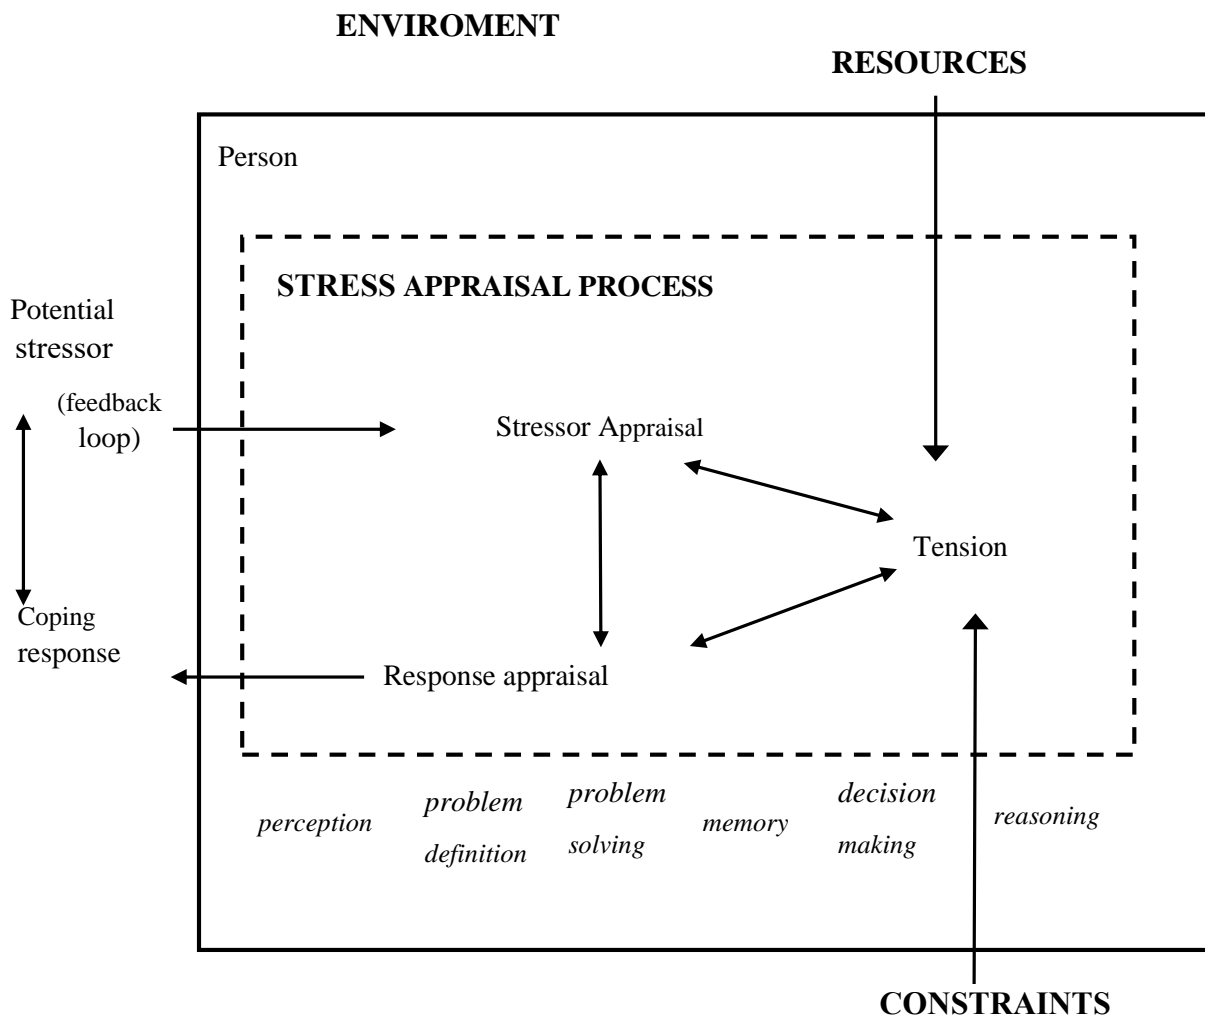 ENVIROMENT
RESOURCES
Person
STRESS APPRAISAL PROCESS
Potential
stressor
(feedback
loop)
Stressor Appraisal
Tension
Coping
response
Response appraisal
perception
problem
definition
problem
solving
memory
decision
making
reasoning
CONSTRAINTS